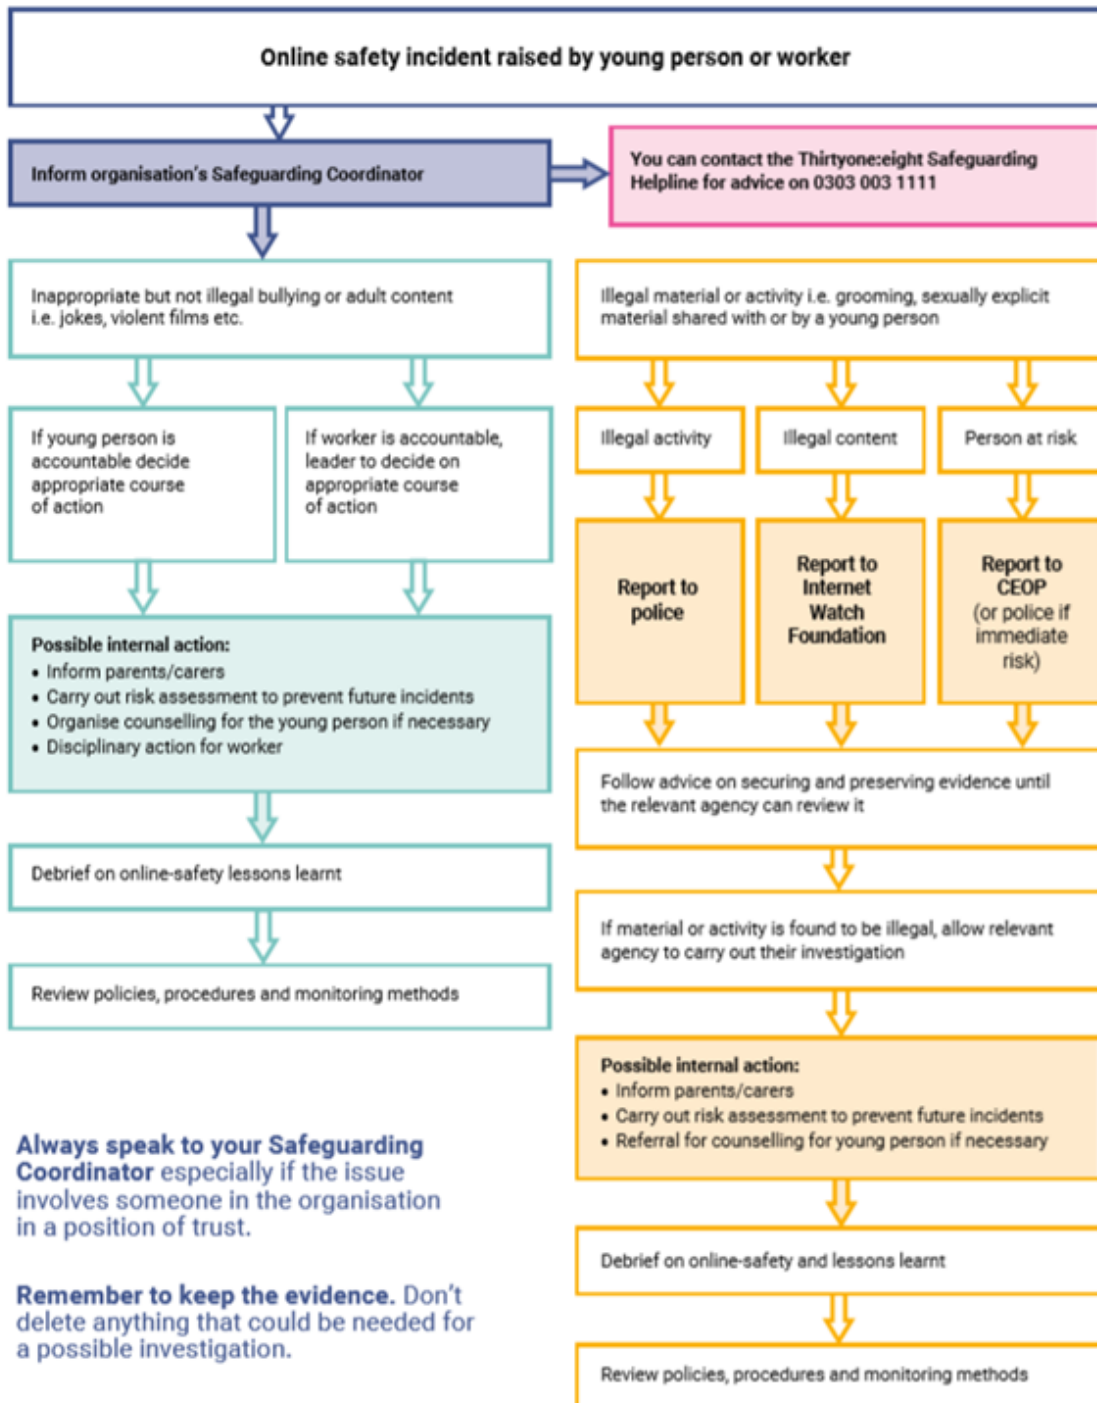 Online safety incident raised by young person or worker
Inform organisation's Safeguarding Coordinator
You can contact the Thirtyone:eight Safeguarding
Helpline for advice on 0303 003 1111
Inappropriate but not illegal bullying or adult content
i.e. jokes, violent films etc.
Illegal material or activity i.e. grooming, sexually explicit
material shared with or by a young person
If young person is
accountable decide
appropriate course
of action
If worker is accountable,
leader to decide on
appropriate course
of action
Illegal activity
Illegal content
Person at risk
Report to
police
Report to
Internet
Watch
Foundation
Report to
CEOP
(or police if
immediate
risk)
Possible internal action:
• Inform parents/carers
• Carry out risk assessment to prevent future incidents
• Organise counselling for the young person if necessary
• Disciplinary action for worker
Follow advice on securing and preserving evidence until
the relevant agency can review it
Debrief on online-safety lessons learnt
If material or activity is found to be illegal, allow relevant
agency to carry out their investigation
Review policies, procedures and monitoring methods
Possible internal action:
• Inform parents/carers
• Carry out risk assessment to prevent future incidents
• Referral for counselling for young person if necessary
Debrief on online-safety and lessons learnt
Review policies, procedures and monitoring methods
Always speak to your Safeguarding
Coordinator especially if the issue
involves someone in the organisation
in a position of trust.
Remember to keep the evidence. Don't
delete anything that could be needed for
a possible investigation.